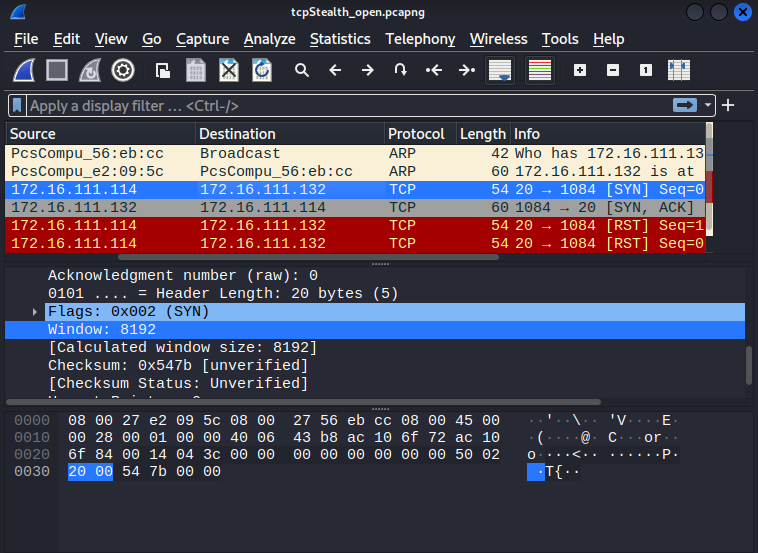 tcpStealth_open.pcapng
File Edit View Go Capture Analyze Statistics Telephony Wireless Tools Help
Apply a display filter … <Ctrl-/>
Source Destination Protocol Length Info
PcsCompu_56:eb:cc Broadcast ARP 42 Who has 172.16.111.13
PcsCompu_e2:09:5c PcsCompu_56:eb:cc ARP 60 172.16.111.132 is at
172.16.111.114 172.16.111.132 TCP 54 20 → 1084 [SYN] Seq=0
172.16.111.132 172.16.111.114 TCP 60 1084 → 20 [SYN, ACK]
172.16.111.114 172.16.111.132 TCP 54 20 → 1084 [RST] Seq=1
172.16.111.114 172.16.111.132 TCP 54 20 → 1084 [RST] Seq=0
Acknowledgment number (raw): 0
0101 .... = Header Length: 20 bytes (5)
Flags: 0x002 (SYN)
Window: 8192
[Calculated window size: 8192]
Checksum: 0x547b [unverified]
[Checksum Status: Unverified]
0000 08 00 27 e2 09 5c 08 00 27 56 eb cc 08 00 45 00 ··'··\·· 'V····E·
0010 00 28 00 01 00 00 40 06 43 b8 ac 10 6f 72 ac 10 ·(····@· C···or··
0020 6f 84 00 14 04 3c 00 00 00 00 00 00 00 00 50 02 o····<·· ······P·
0030 20 00 54 7b 00 00 ·T{··